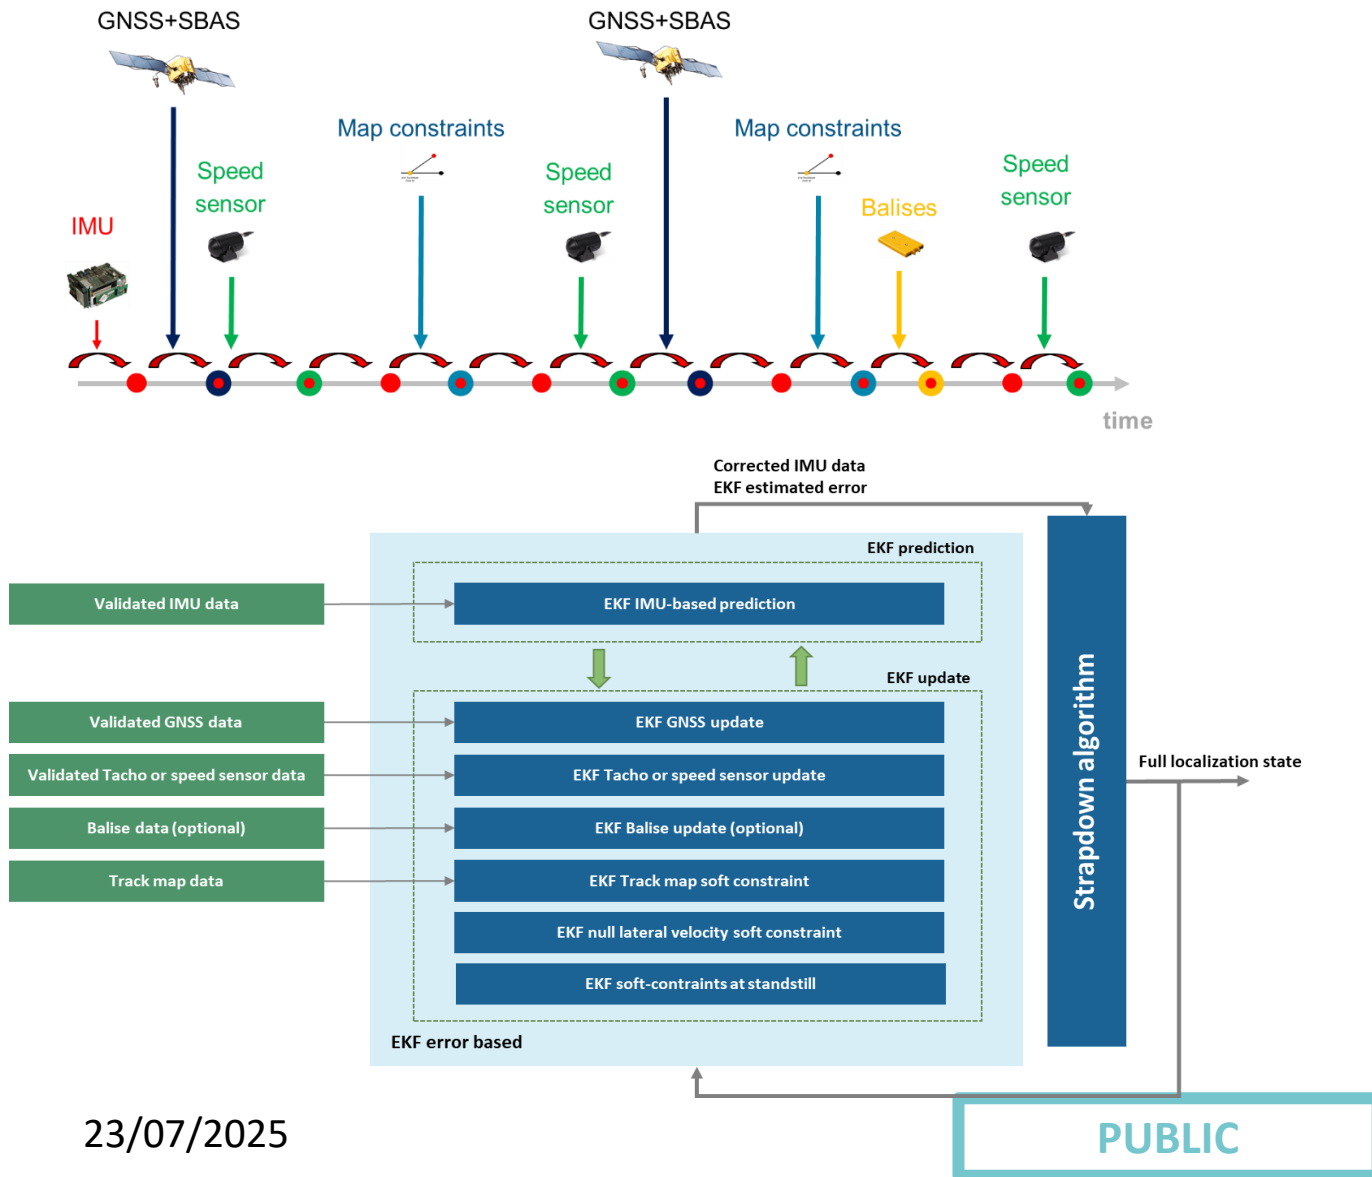 GNSS+SBAS
GNSS+SBAS
Map constraints
Map constraints
Speed
sensor
Speed
sensor
Speed
sensor
Balises
IMU
time
Corrected IMU data
EKF estimated error
EKF prediction
Validated IMU data
EKF IMU-based prediction
EKF update
Validated GNSS data
EKF GNSS update
Validated Tacho or speed sensor data
EKF Tacho or speed sensor update
Balise data (optional)
EKF Balise update (optional)
Track map data
EKF Track map soft constraint
EKF null lateral velocity soft constraint
EKF soft-contraints at standstill
EKF error based
Strapdown algorithm
Full localization state
23/07/2025
PUBLIC